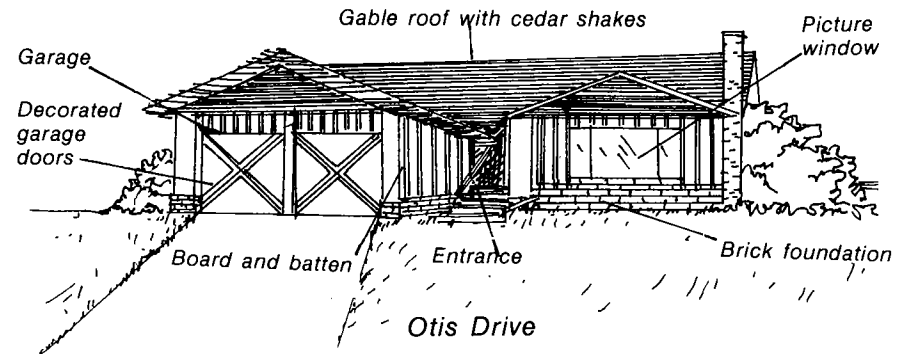 Gable roof with cedar shakes
Picture
window
Garage
Decorated
garage
doors
Board and batten
Entrance
Brick foundation
Otis Drive